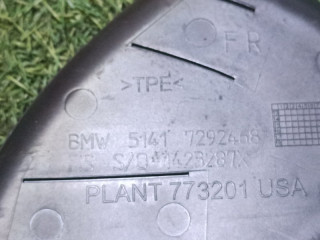 FR
>TPE<
BMW 5141 7292468
PLANT 773201 USA